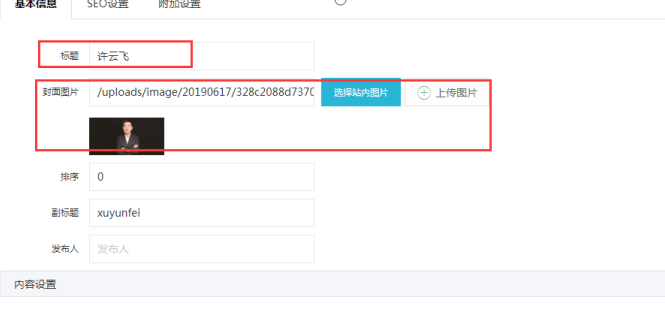 基本信息 SEO设置 附加设置
标题 许云飞
封面图片 /uploads/image/20190617/328c2088d7370 选择站内图片 上传图片
排序 0
副标题 xuyunfei
发布人 发布人
内容设置